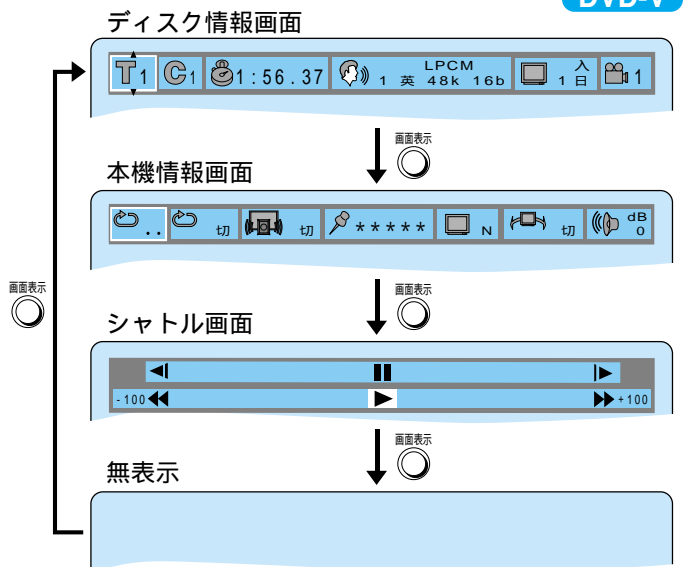 DVD-V
ディスク情報画面
T1 C1 1:56.37 1 英 LPCM 48k 16b 1 入 日 1
画面表示
本機情報画面
.. 切 切 ***** N 切 dB 0
画面表示
画面表示
シャトル画面
-100 +100
画面表示
無表示